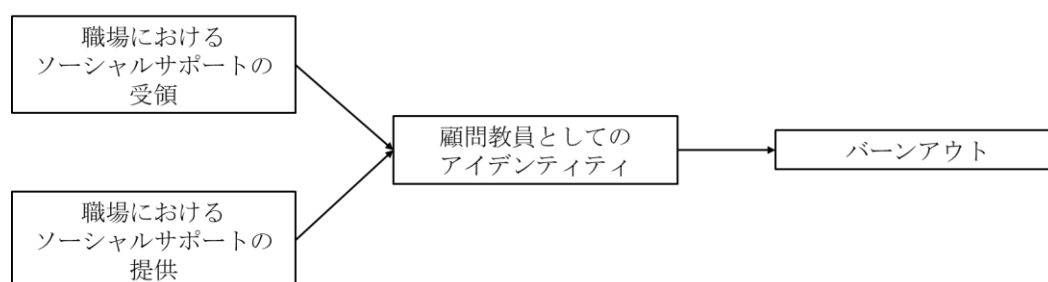 職場における
ソーシャルサポートの
受領
顧問教員としての
アイデンティティ
バーンアウト
職場における
ソーシャルサポートの
提供